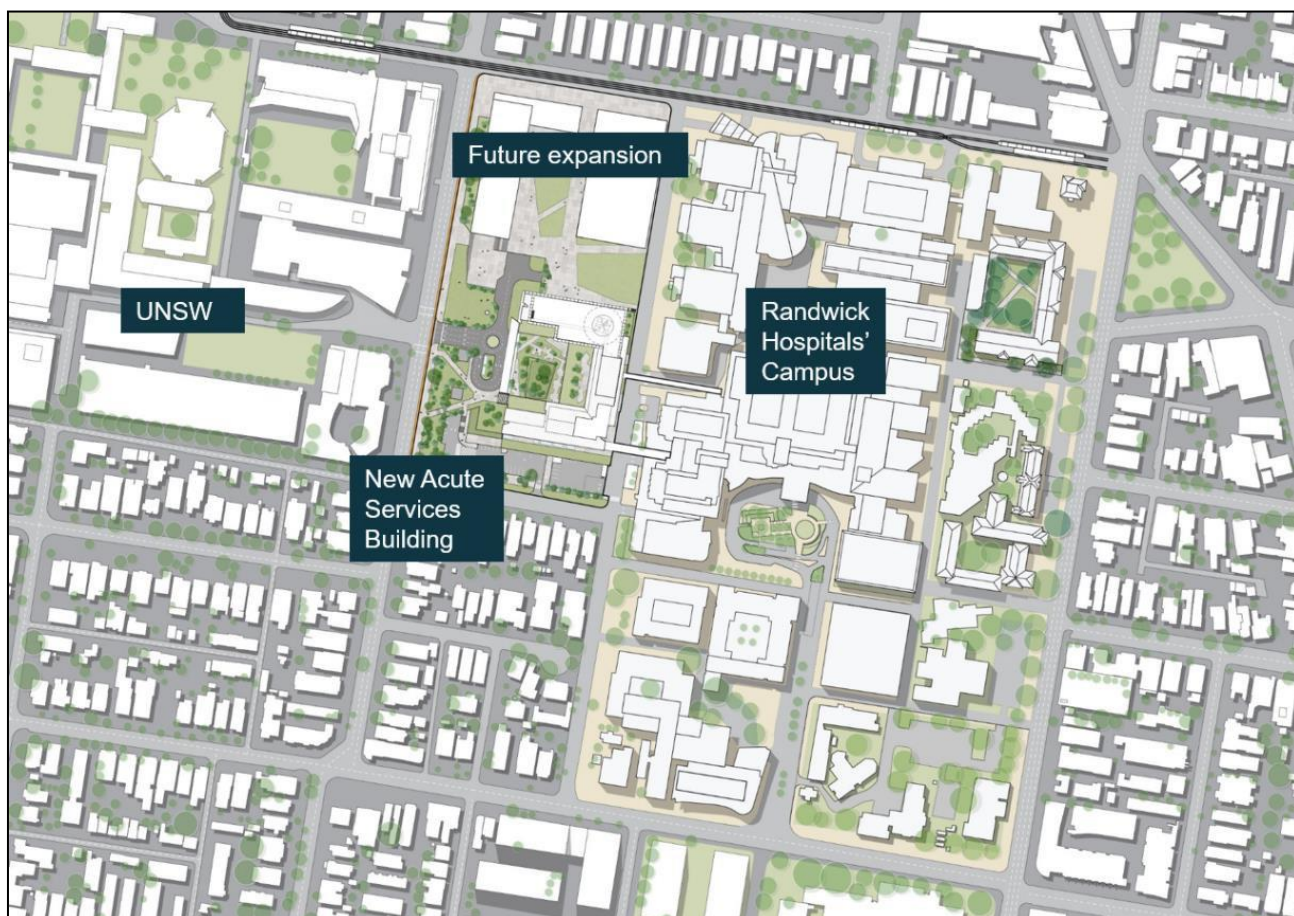 Future expansion
UNSW
Randwick
Hospitals’
Campus
New Acute
Services
Building